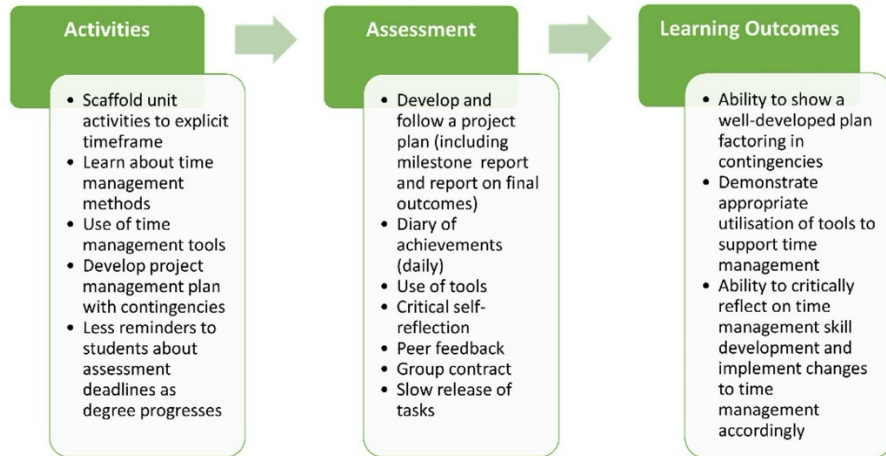 Activities
• Scaffold unit
activities to explicit
timeframe
• Learn about time
management
methods
• Use of time
management tools
• Develop project
management plan
with contingencies
• Less reminders to
students about
assessment
deadlines as
degree progresses
Assessment
• Develop and
follow a project
plan (including
milestone report
and report on final
outcomes)
• Diary of
achievements
(daily)
• Use of tools
• Critical self-
reflection
• Peer feedback
• Group contract
• Slow release of
tasks
Learning Outcomes
• Ability to show a
well-developed plan
factoring in
contingencies
• Demonstrate
appropriate
utilisation of tools to
support time
management
• Ability to critically
reflect on time
management skill
development and
implement changes
to time
management
accordingly